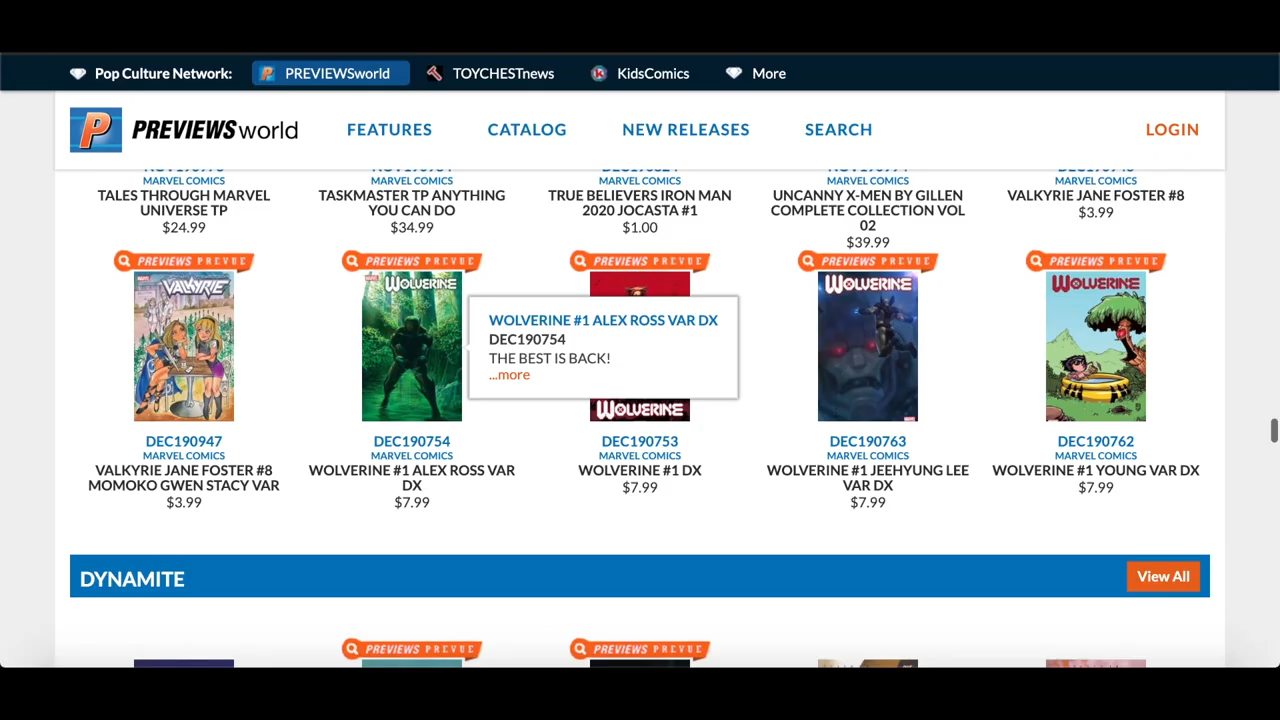 Pop Culture Network:
PREVIEWSworld
TOYCHESTnews
KidsComics
More
PREVIEWSworld
FEATURES
CATALOG
NEW RELEASES
SEARCH
LOGIN
MARVEL COMICS
TALES THROUGH MARVEL
UNIVERSE TP
$24.99
MARVEL COMICS
TASKMASTER TP ANYTHING
YOU CAN DO
$34.99
MARVEL COMICS
TRUE BELIEVERS IRON MAN
2020 JOCASTA #1
$1.00
MARVEL COMICS
UNCANNY X-MEN BY GILLEN
COMPLETE COLLECTION VOL
02
$39.99
MARVEL COMICS
VALKYRIE JANE FOSTER #8
$3.99
PREVIEWS PREVUE
VALKYRIE
DEC190947
MARVEL COMICS
VALKYRIE JANE FOSTER #8
MOMOKO GWEN STACY VAR
$3.99
PREVIEWS PREVUE
WOLVERINE
DEC190754
MARVEL COMICS
WOLVERINE #1 ALEX ROSS VAR
DX
$7.99
WOLVERINE #1 ALEX ROSS VAR DX
DEC190754
THE BEST IS BACK!
...more
PREVIEWS PREVUE
WOLVERINE
DEC190753
MARVEL COMICS
WOLVERINE #1 DX
$7.99
PREVIEWS PREVUE
WOLVERINE
DEC190763
MARVEL COMICS
WOLVERINE #1 JEEHYUNG LEE
VAR DX
$7.99
PREVIEWS PREVUE
WOLVERINE
DEC190762
MARVEL COMICS
WOLVERINE #1 YOUNG VAR DX
$7.99
DYNAMITE
View All
PREVIEWS PREVUE
PREVIEWS PREVUE